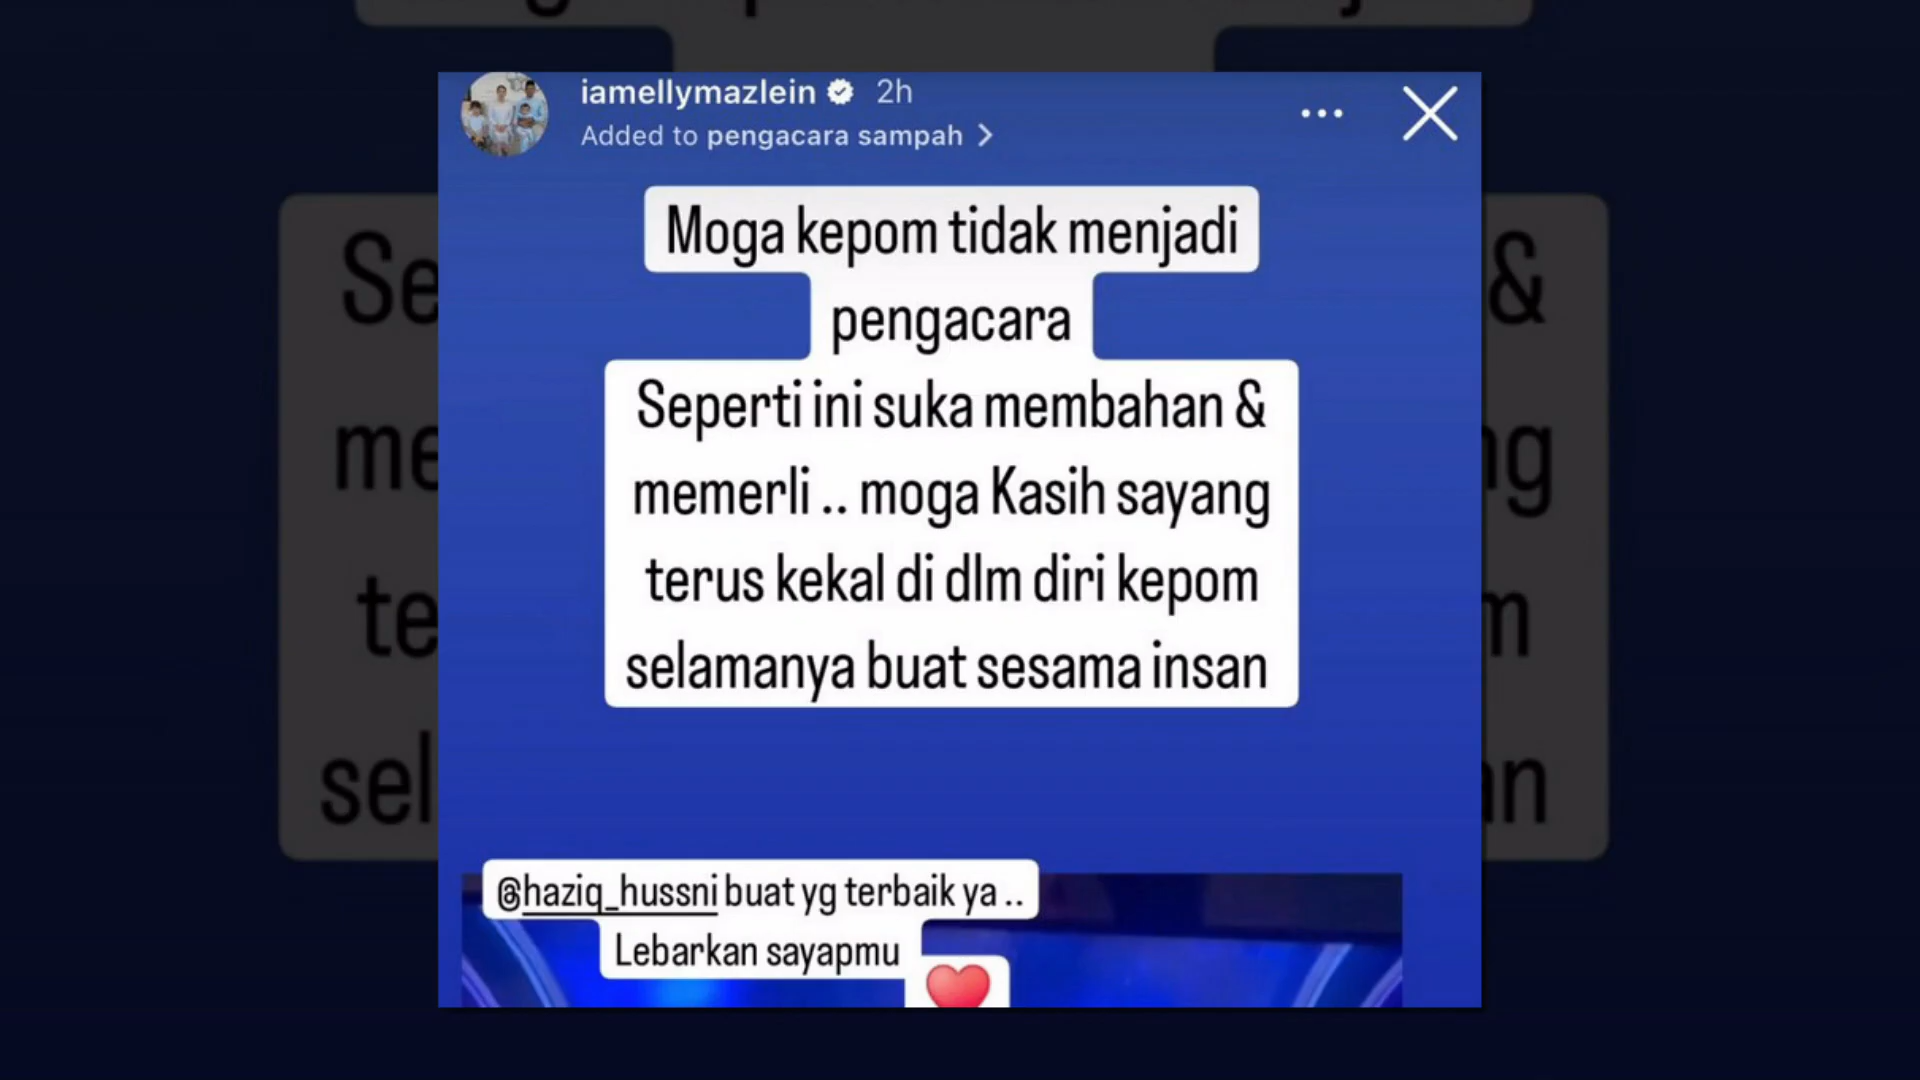 iamellymazlein 2h
Added to pengacara sampah
Moga kepom tidak menjadi
pengacara
Seperti ini suka membahan &
memerli .. moga Kasih sayang
terus kekal di dlm diri kepom
selamanya buat sesama insan
@haziq_hussni buat yg terbaik ya ..
Lebarkan sayapmu